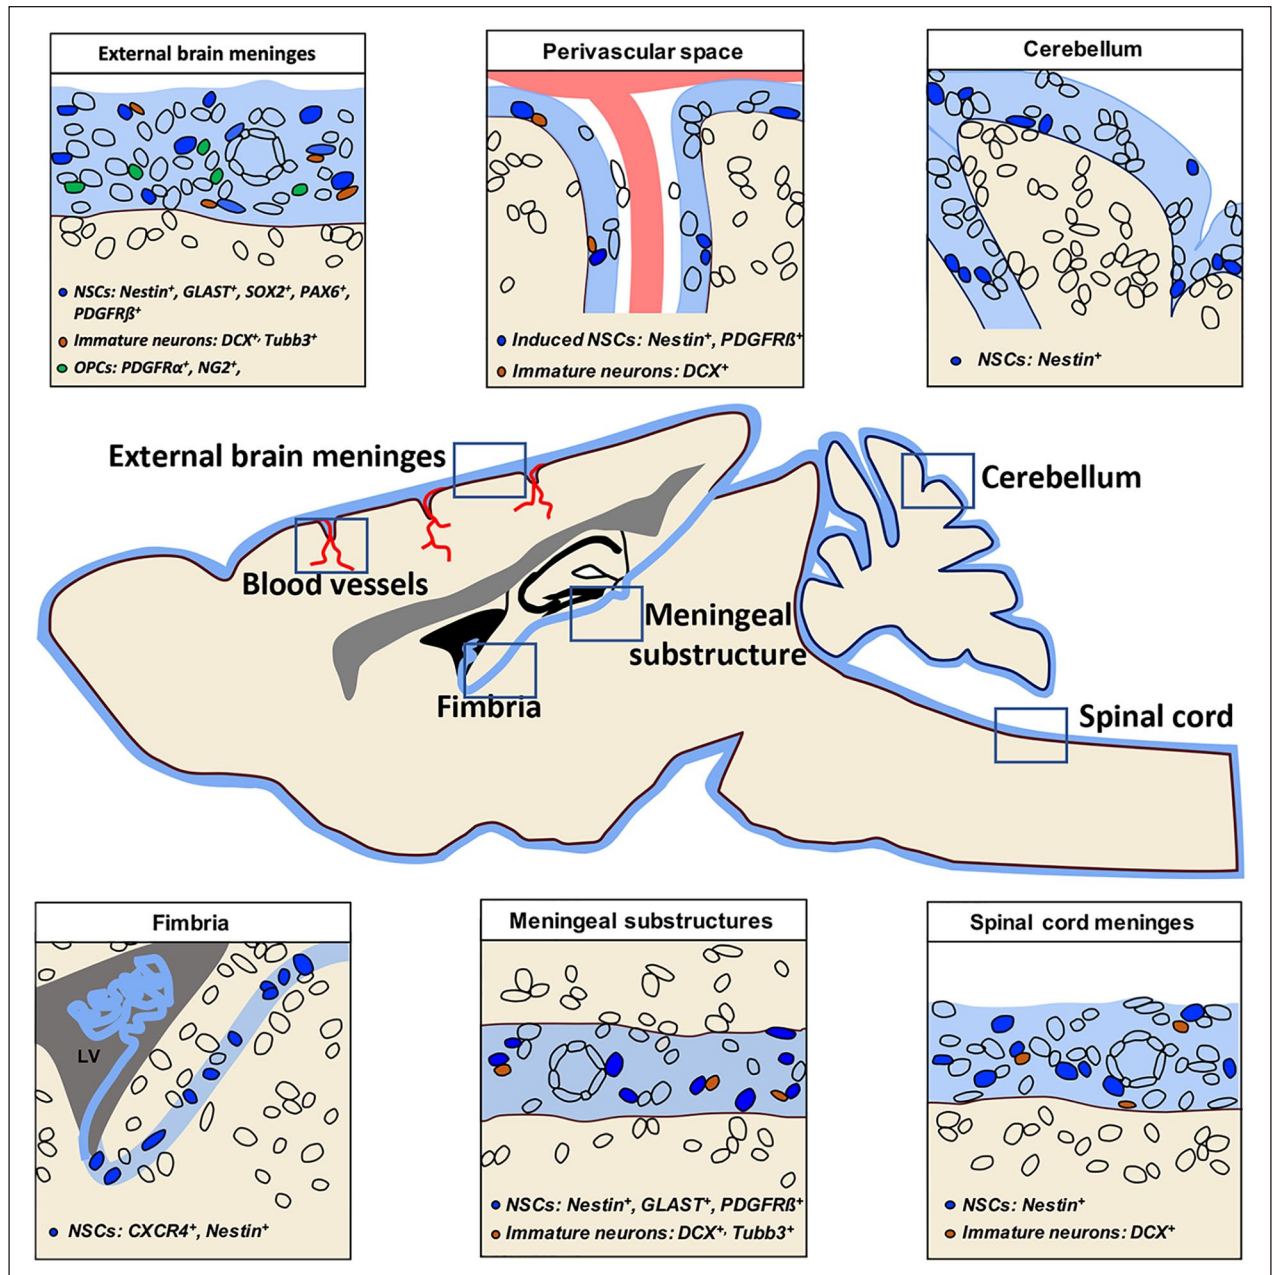 External brain meninges
NSCs: Nestin⁺, GLAST⁺, SOX2⁺, PAX6⁺,
PDGFRß⁺
Immature neurons: DCX⁺, Tubb3⁺
OPCs: PDGFRα⁺, NG2⁺,
Perivascular space
Induced NSCs: Nestin⁺, PDGFRß⁺
Immature neurons: DCX⁺
Cerebellum
NSCs: Nestin⁺
External brain meninges
Cerebellum
Blood vessels
Meningeal
substructure
Fimbria
Spinal cord
Fimbria
LV
NSCs: CXCR4⁺, Nestin⁺
Meningeal substructures
NSCs: Nestin⁺, GLAST⁺, PDGFRß⁺
Immature neurons: DCX⁺, Tubb3⁺
Spinal cord meninges
NSCs: Nestin⁺
Immature neurons: DCX⁺